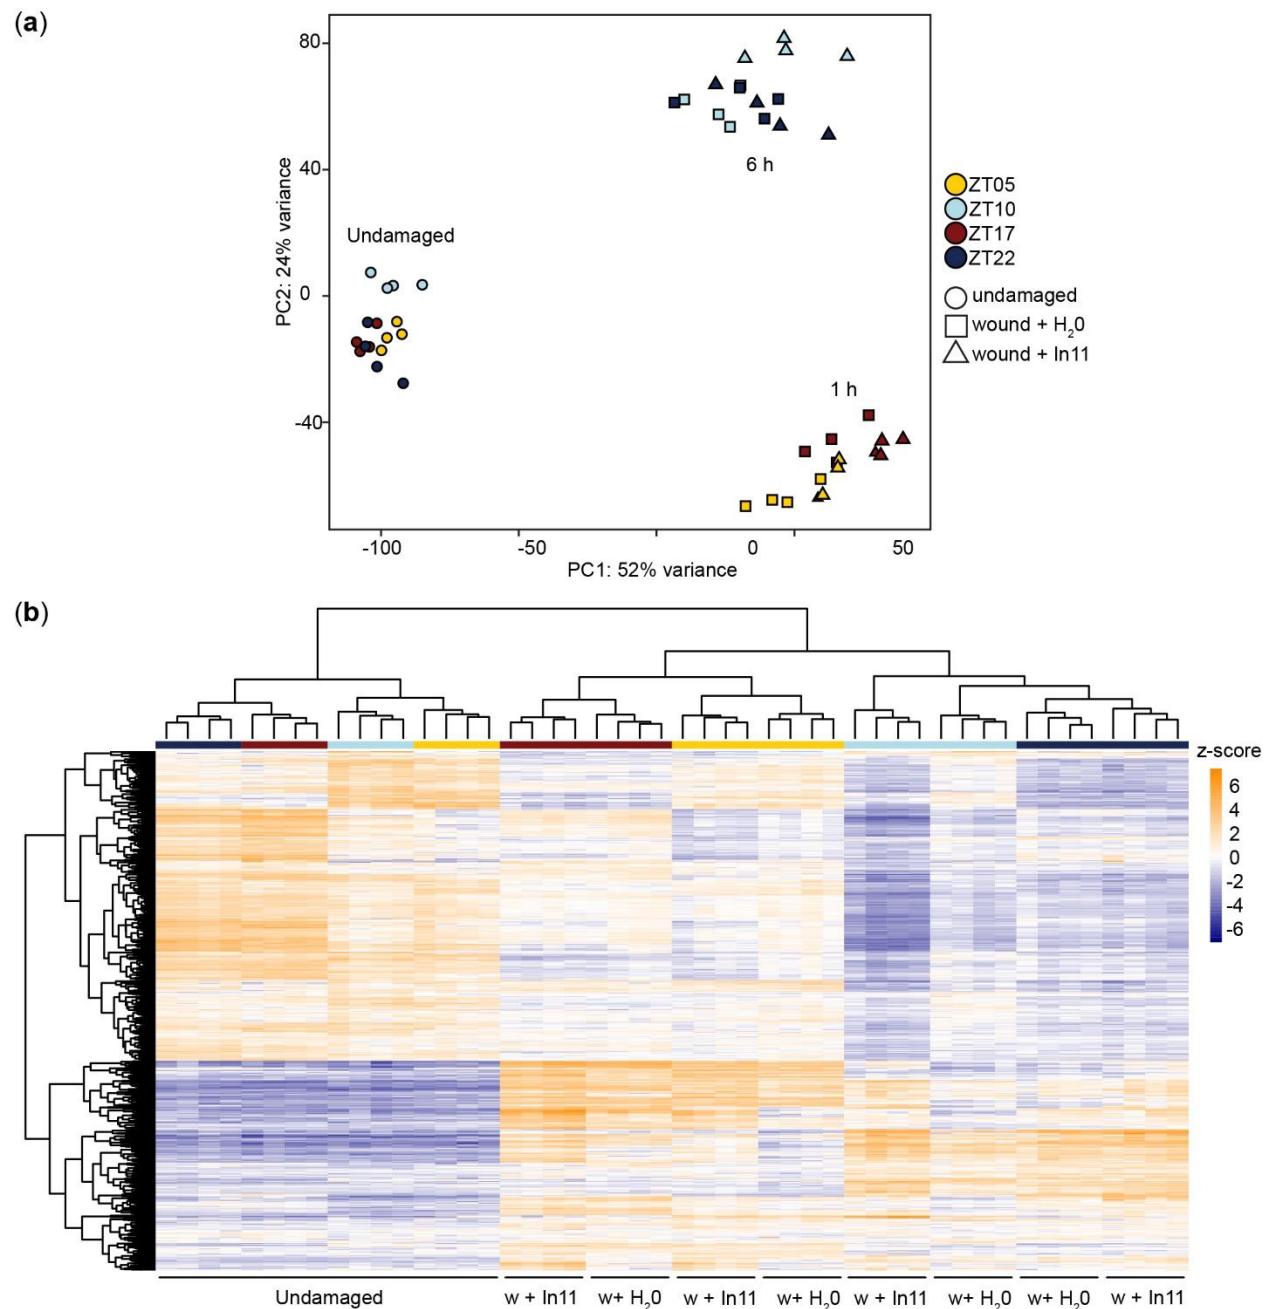 (a)
80
40
0
-40
PC2: 24% variance
Undamaged
6 h
1 h
-100
-50
0
50
PC1: 52% variance
ZT05
ZT10
ZT17
ZT22
undamaged
wound + H₂0
wound + In11
(b)
z-score
6
4
2
0
-2
-4
-6
Undamaged
w + In11
w+ H₂0
w + In11
w + H₂0
w + In11
w+ H₂0
w + H₂0
w + In11